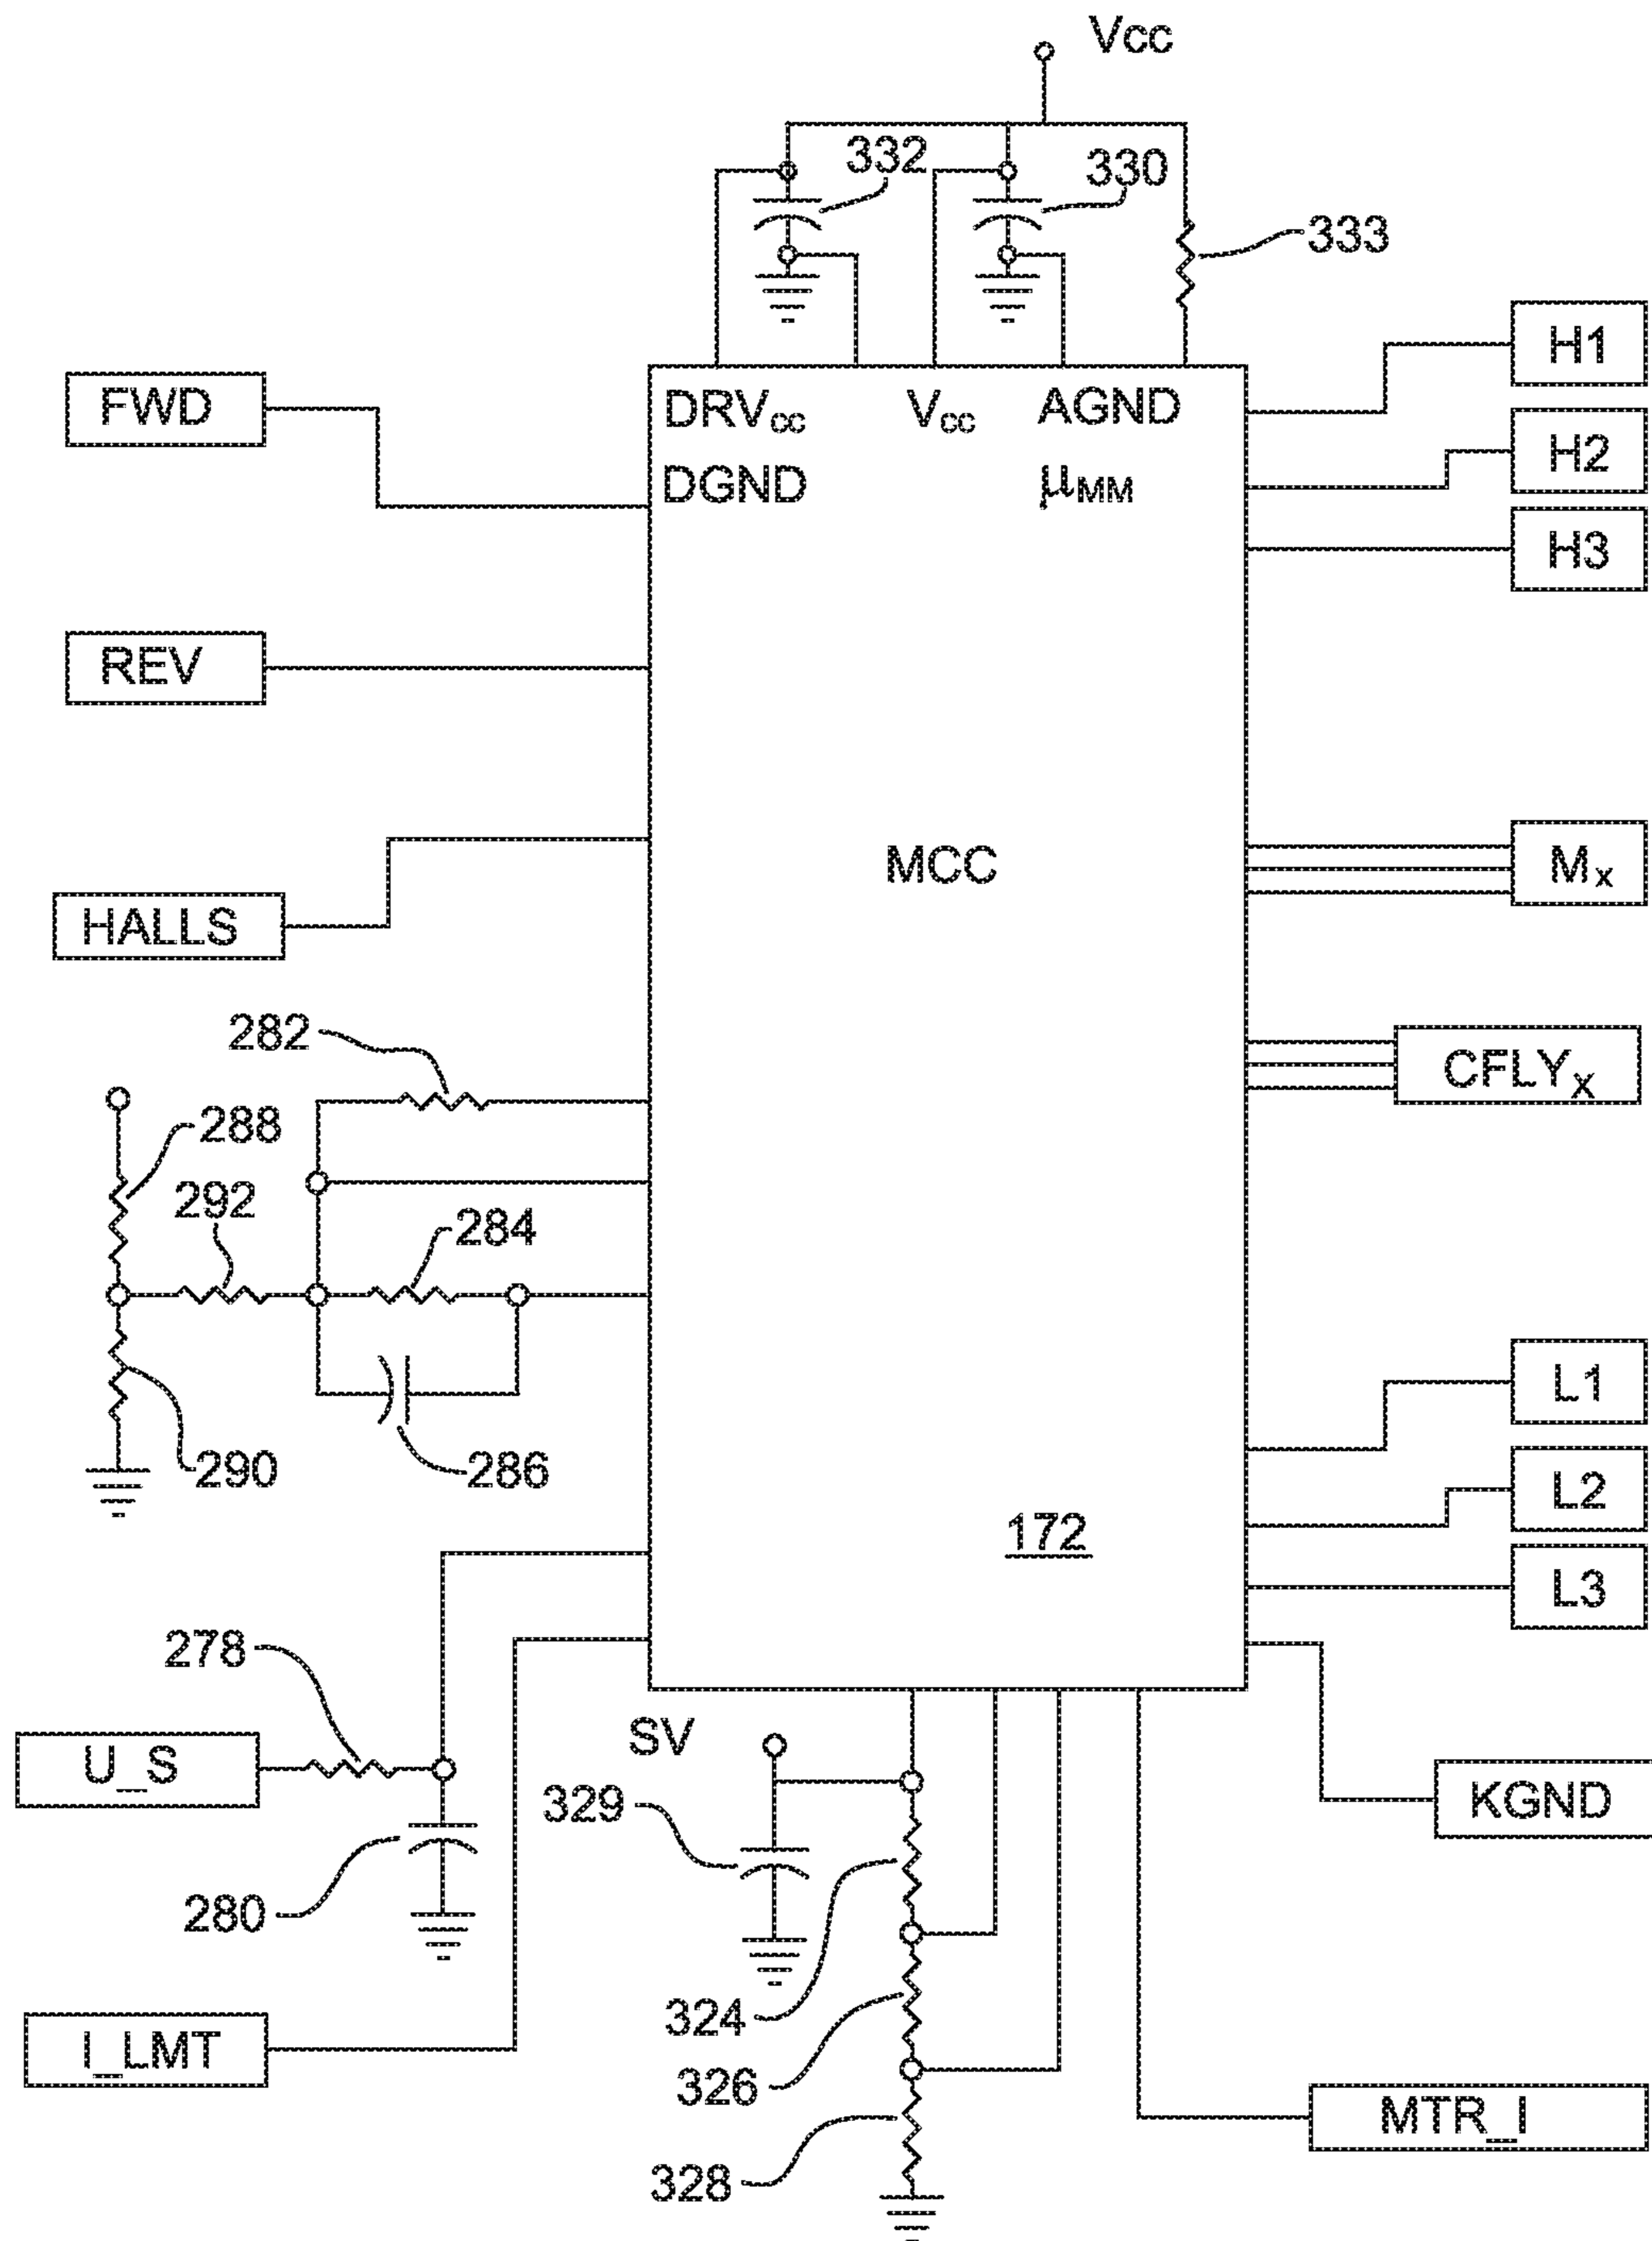 Vcc
332
330
333
H1
FWD
DRVcc
Vcc
AGND
H2
DGND
μMM
H3
REV
MCC
Mx
HALLS
282
CFLYX
288
292
284
L1
290
286
L2
172
L3
278
SV
U_S
329
KGND
280
324
I_LMT
326
MTR_I
328